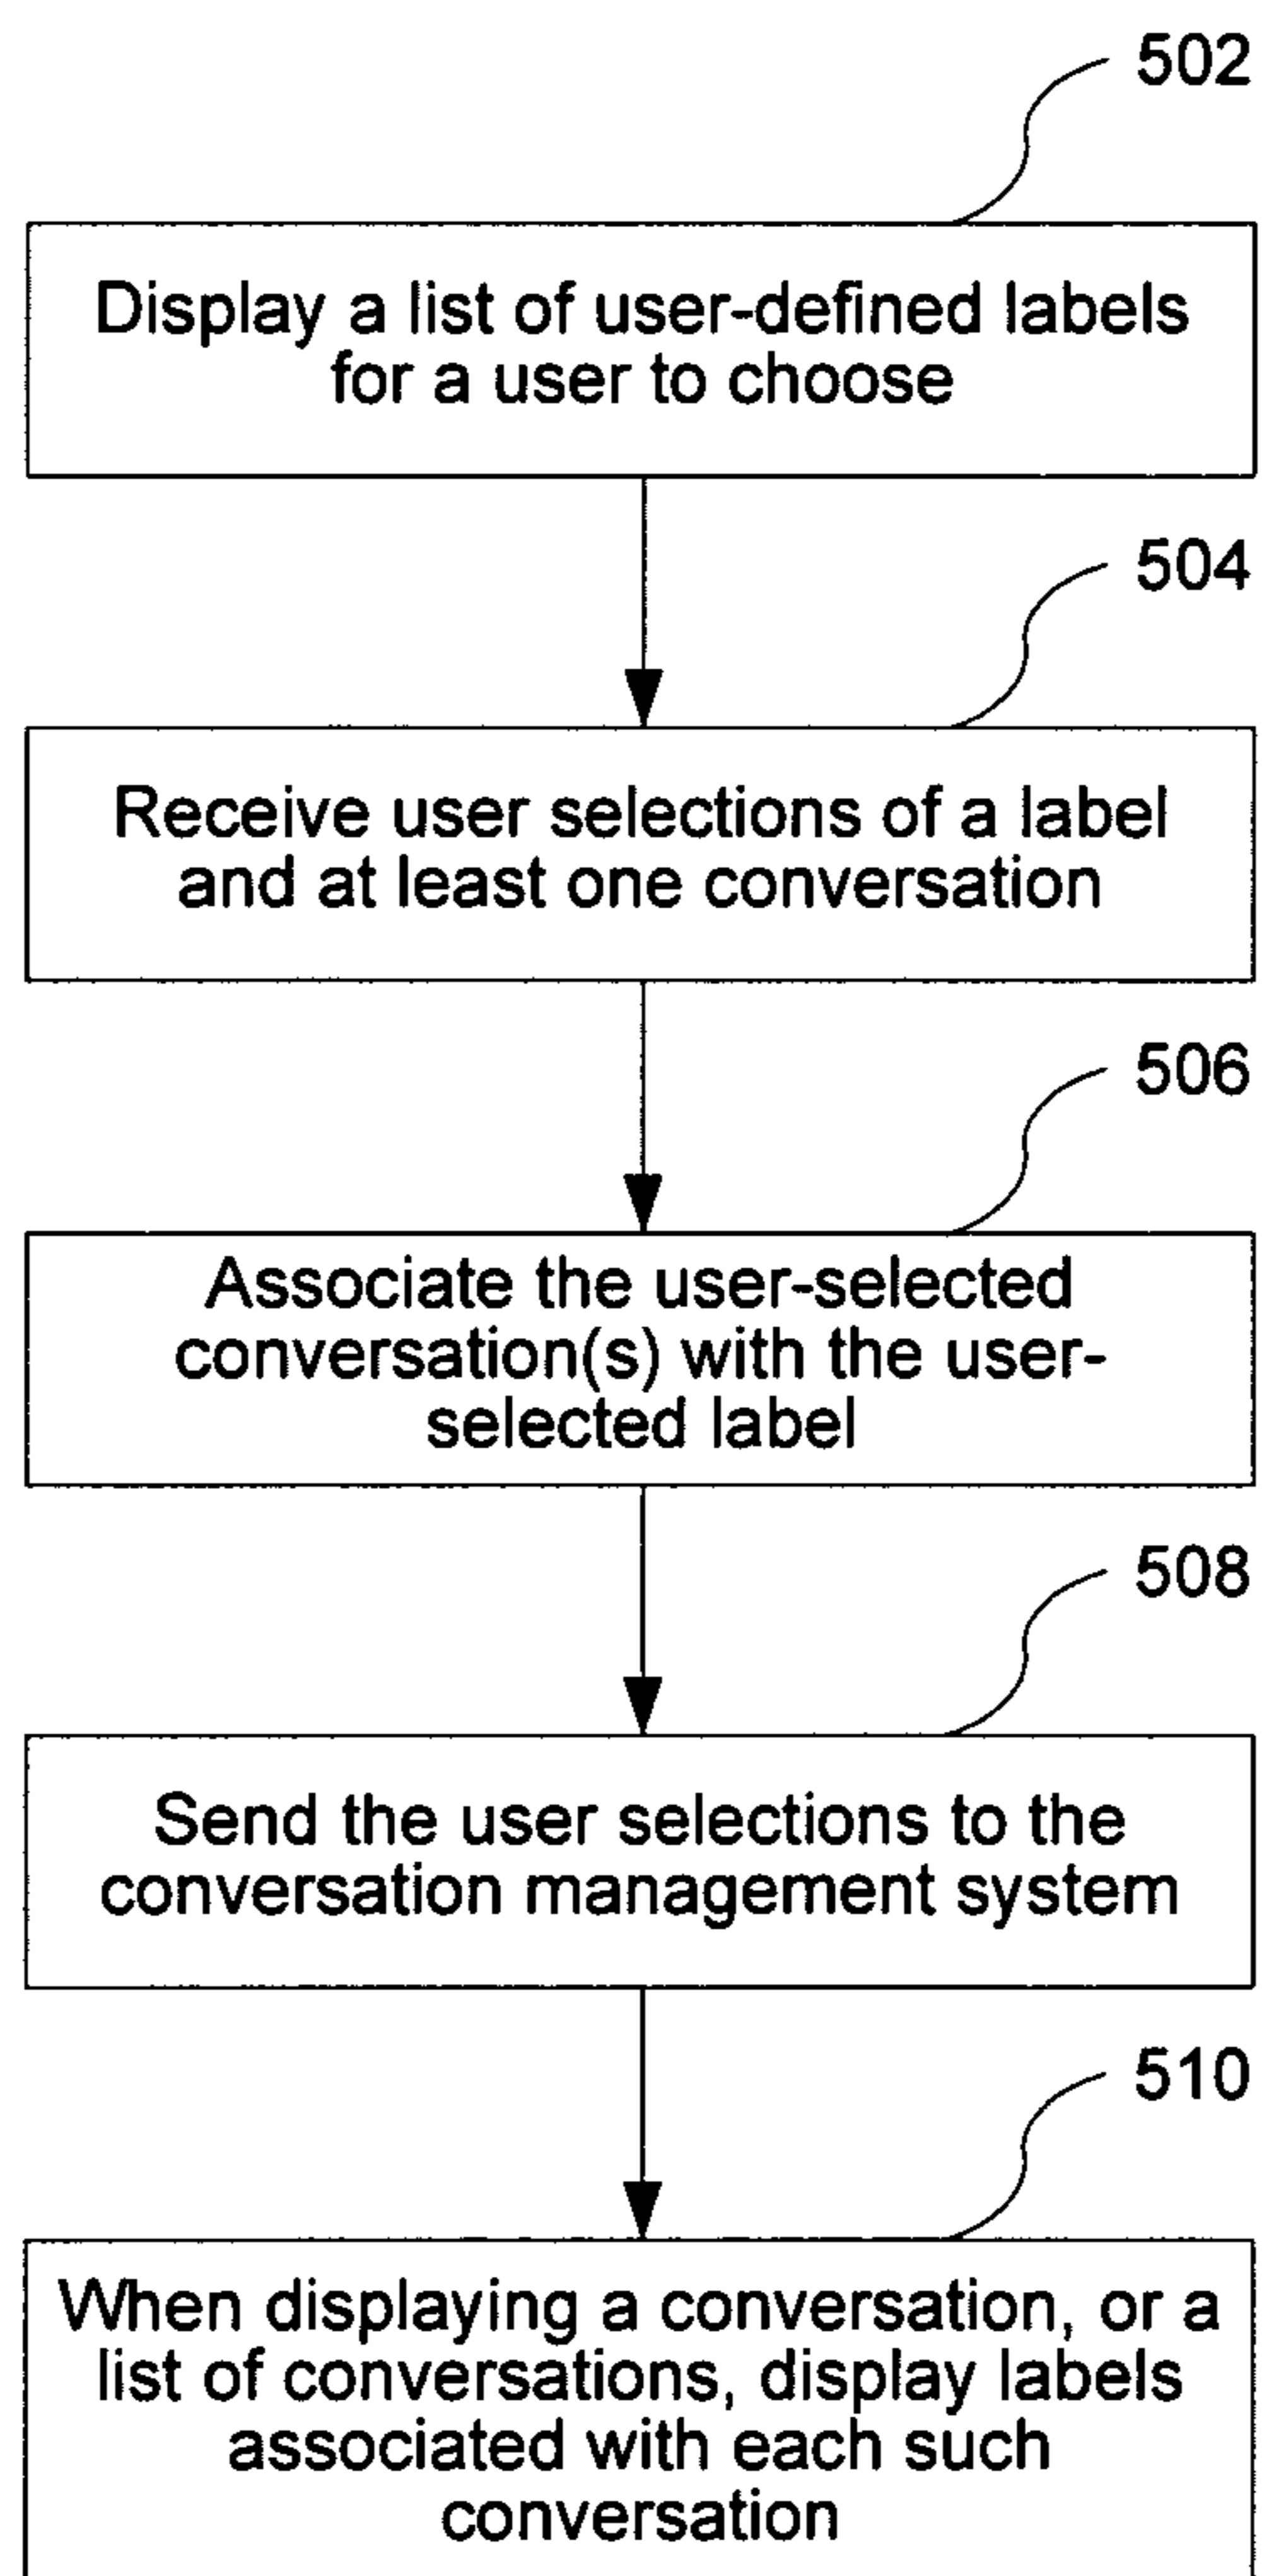 502
Display a list of user-defined labels
for a user to choose
504
Receive user selections of a label
and at least one conversation
506
Associate the user-selected
conversation(s) with the user-
selected label
508
Send the user selections to the
conversation management system
510
When displaying a conversation, or a
list of conversations, display labels
associated with each such
conversation